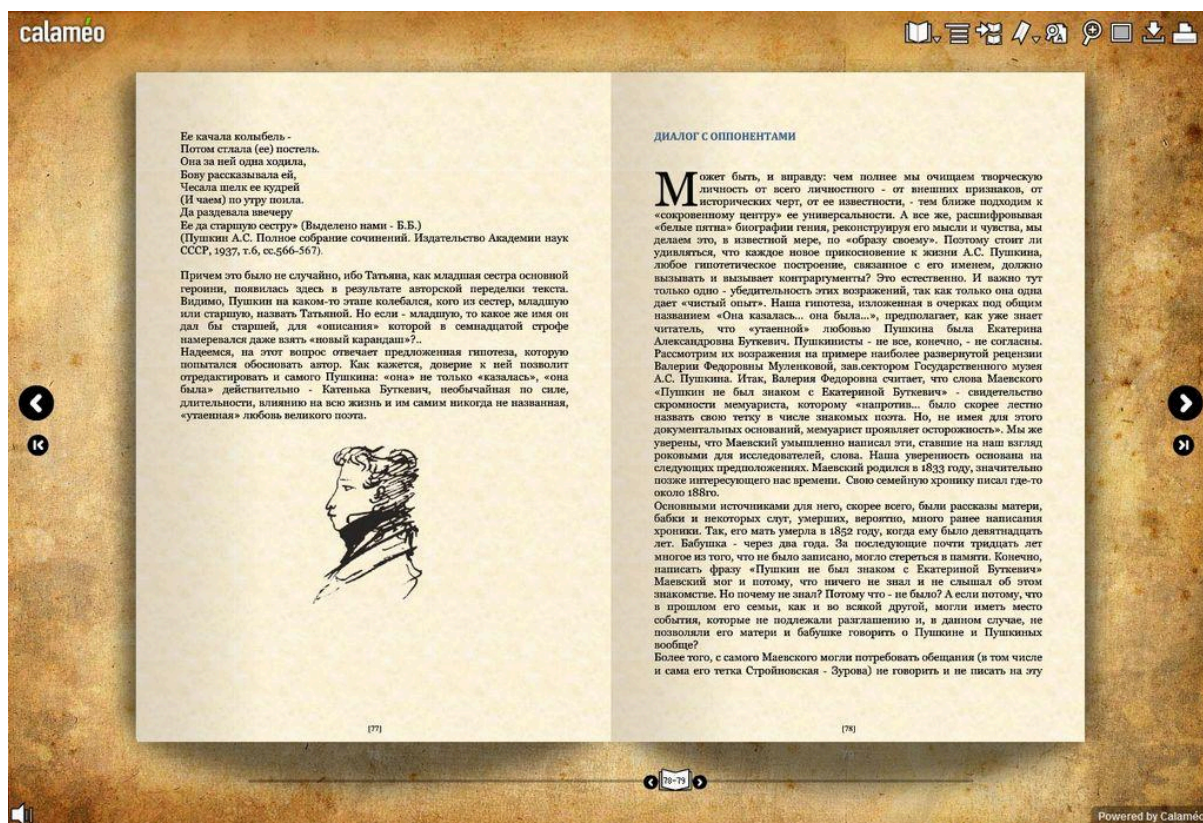 calaméo
Ее качала колыбель -
Потом стлала (ее) постель.
Она за ней одна ходила,
Бову рассказывала ей,
Чесала шелк ее кудрей
(И чаем) по утру поила.
Да раздевала ввечеру
Ее да старшую сестру» (Выделено нами - Б.Б.)
(Пушкин А.С. Полное собрание сочинений. Издательство Академии наук
СССР, 1937, т.6, сс.566-567).
Причем это было не случайно, ибо Татьяна, как младшая сестра основной
героини, появилась здесь в результате авторской переделки текста.
Видимо, Пушкин на каком-то этапе колебался, кого из сестер, младшую
или старшую, назвать Татьяной. Но если - младшую, то какое же имя он
дал бы старшей, для «описания» которой в семнадцатой строфе
намеревался даже взять «новый карандаш»?..
Надеемся, на этот вопрос отвечает предложенная гипотеза, которую
попытался обосновать автор. Как кажется, доверие к ней позволит
отредактировать и самого Пушкина: «она» не только «казалась», «она
была» действительно - Катенька Буткевич, необычайная по силе,
длительности, влиянию на всю жизнь и им самим никогда не названная,
«утаенная» любовь великого поэта.
[77]
ДИАЛОГ С ОППОНЕНТАМИ
Может быть, и вправду: чем полнее мы очищаем творческую
личность от всего личностного - от внешних признаков, от
исторических черт, от ее известности, - тем ближе подходим к
«сокровенному центру» ее универсальности. А все же, расшифровывая
«белые пятна» биографии гения, реконструируя его мысли и чувства, мы
делаем это, в известной мере, по «образу своему». Поэтому стоит ли
удивляться, что каждое новое прикосновение к жизни А.С. Пушкина,
любое гипотетическое построение, связанное с его именем, должно
вызывать и вызывает контраргументы? Это естественно. И важно тут
только одно - убедительность этих возражений, так как только она одна
дает «чистый опыт». Наша гипотеза, изложенная в очерках под общим
названием «Она казалась... она была...», предполагает, как уже знает
читатель, что «утаенной» любовью Пушкина была Екатерина
Александровна Буткевич. Пушкинисты - не все, конечно, - не согласны.
Рассмотрим их возражения на примере наиболее развернутой рецензии
Валерии Федоровны Муленковой, зав.сектором Государственного музея
А.С. Пушкина. Итак, Валерия Федоровна считает, что слова Маевского
«Пушкин не был знаком с Екатериной Буткевич» - свидетельство
скромности мемуариста, которому «напротив... было скорее лестно
назвать свою тетку в числе знакомых поэта. Но, не имея для этого
документальных оснований, мемуарист проявляет осторожность». Мы же
уверены, что Маевский умышленно написал эти, ставшие на наш взгляд
роковыми для исследователей, слова. Наша уверенность основана на
следующих предположениях. Маевский родился в 1833 году, значительно
позже интересующего нас времени. Свою семейную хронику писал где-то
около 188го.
Основными источниками для него, скорее всего, были рассказы матери,
бабки и некоторых слуг, умерших, вероятно, много ранее написания
хроники. Так, его мать умерла в 1852 году, когда ему было девятнадцать
лет. Бабушка - через два года. За последующие почти тридцать лет
многое из того, что не было записано, могло стереться в памяти. Конечно,
написать фразу «Пушкин не был знаком с Екатериной Буткевич»
Маевский мог и потому, что ничего не знал и не слышал об этом
знакомстве. Но почему не знал? Потому что - не было? А если потому, что
в прошлом его семьи, как и во всякой другой, могли иметь место
события, которые не подлежали разглашению и, в данном случае, не
позволяли его матери и бабушке говорить о Пушкине и Пушкиных
вообще?
Более того, с самого Маевского могли потребовать обещания (в том числе
и сама его тетка Стройновская - Зурова) не говорить и не писать на эту
[78]
78-79
Powered by Calaméo